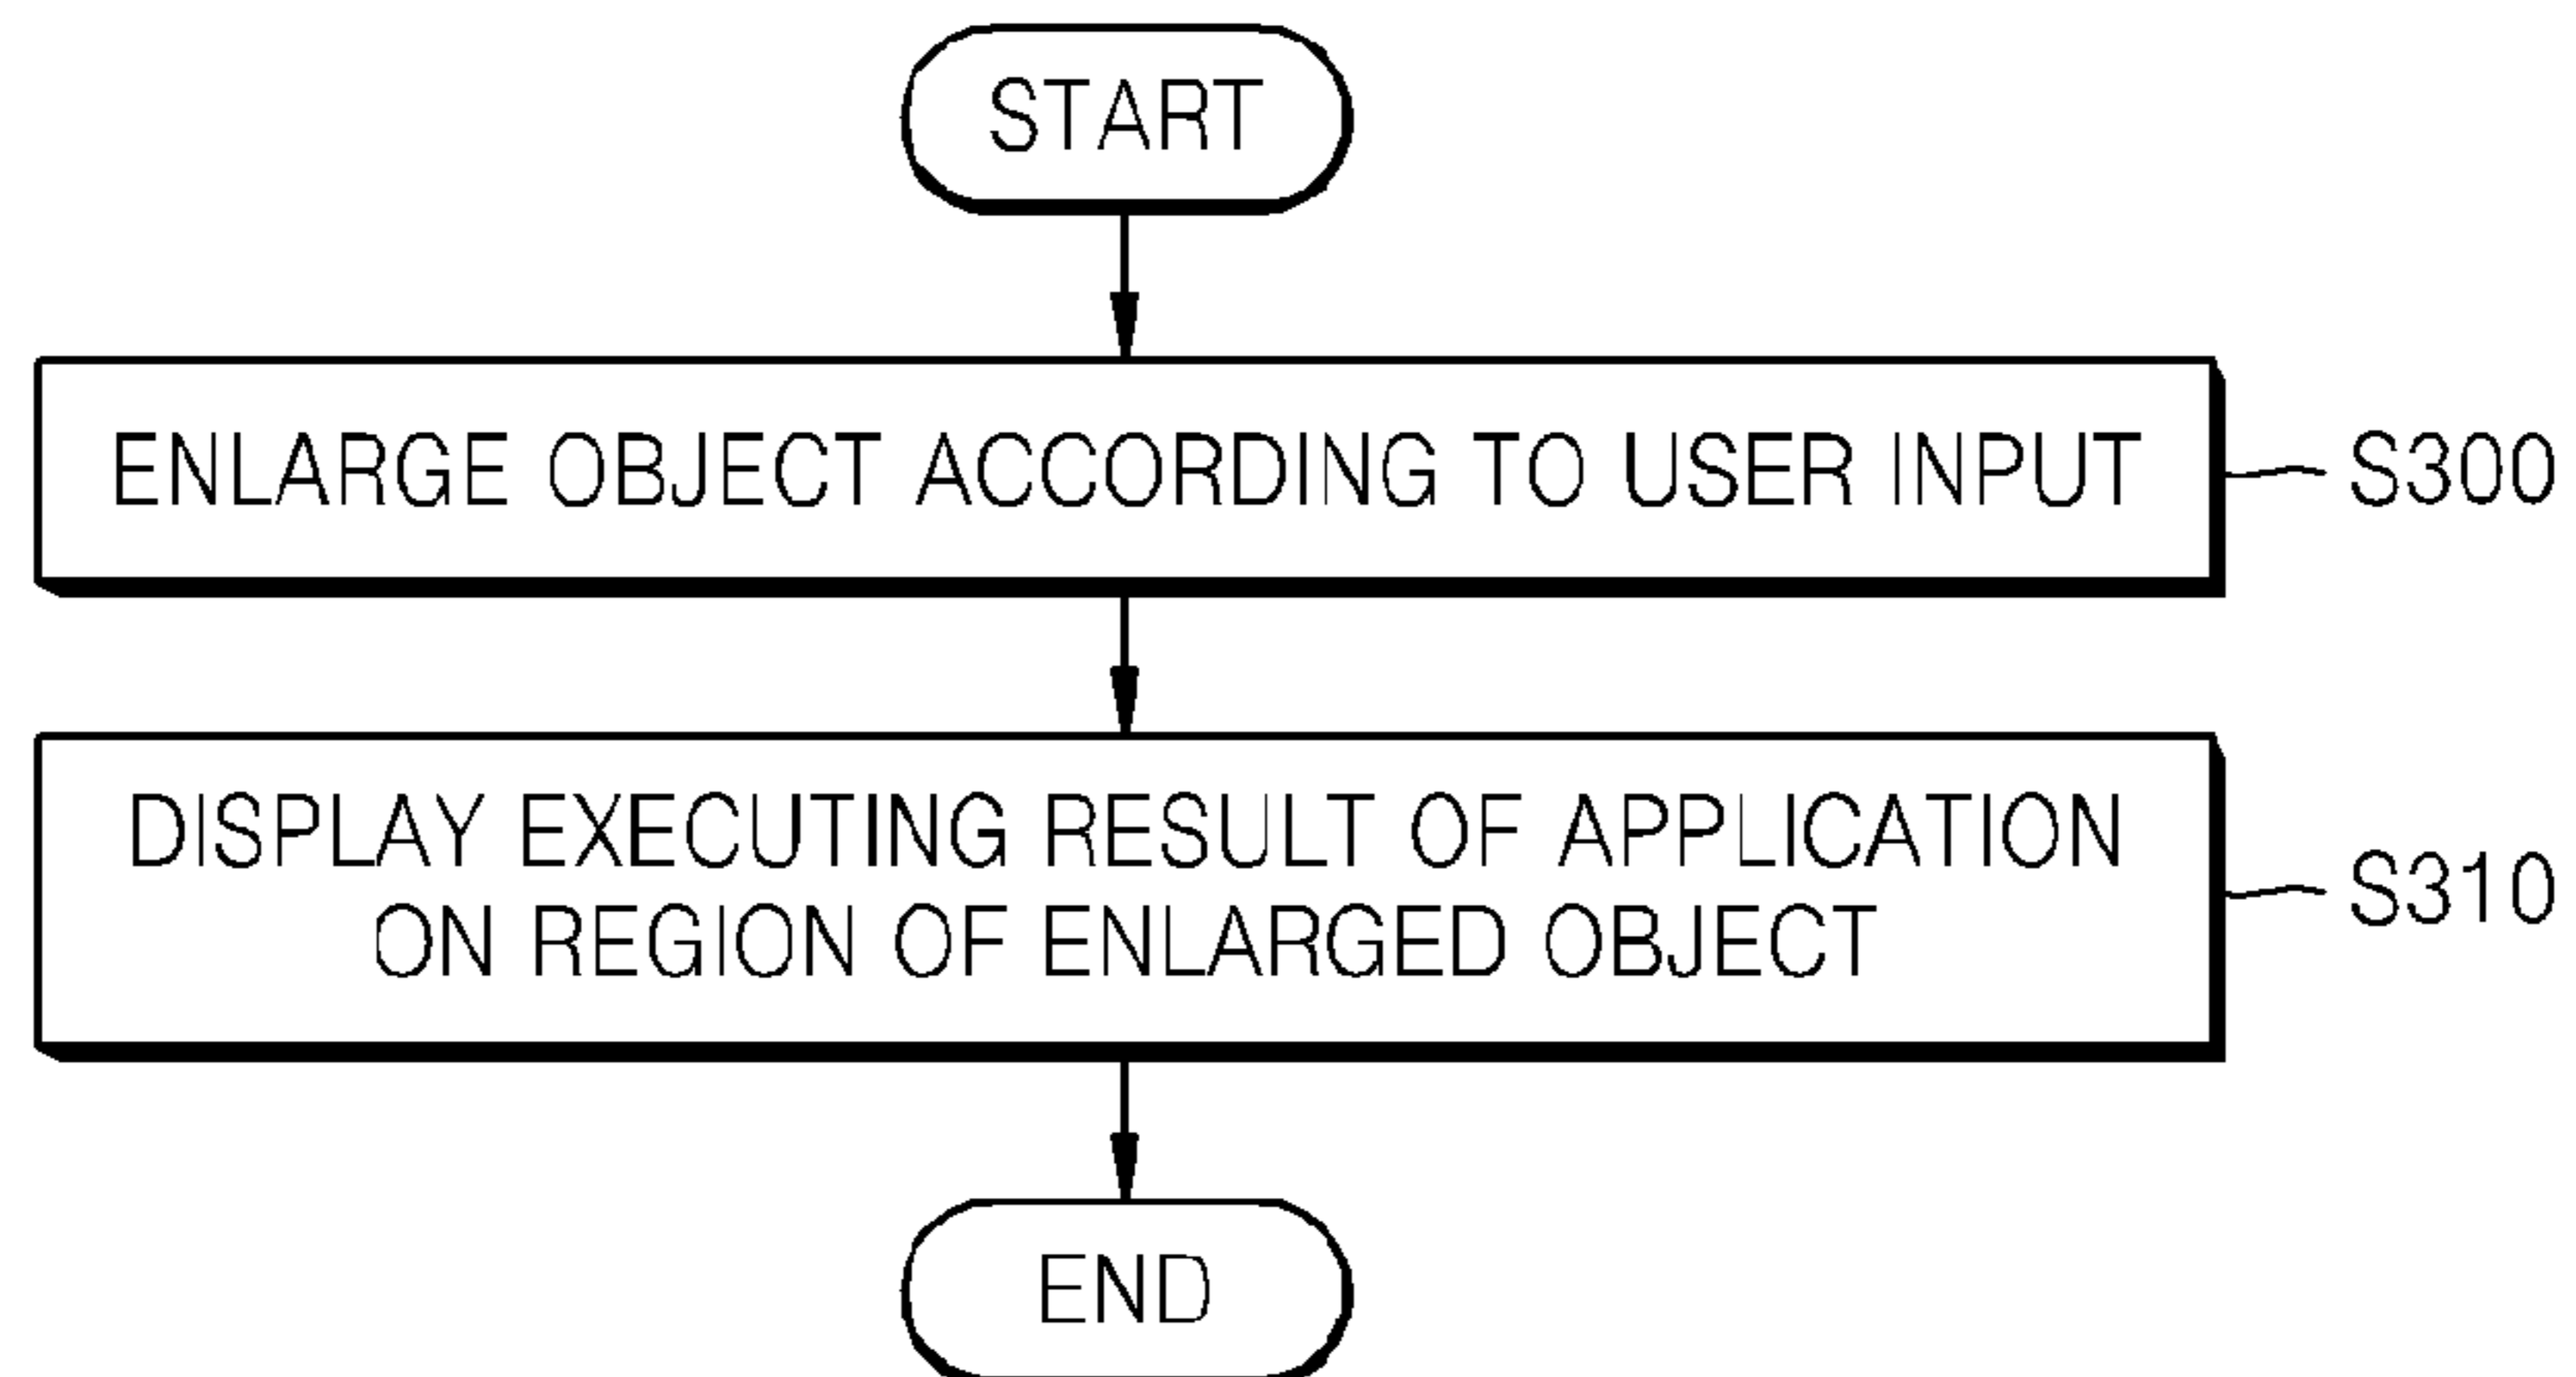 START
ENLARGE OBJECT ACCORDING TO USER INPUT
S300
DISPLAY EXECUTING RESULT OF APPLICATION
ON REGION OF ENLARGED OBJECT
S310
END